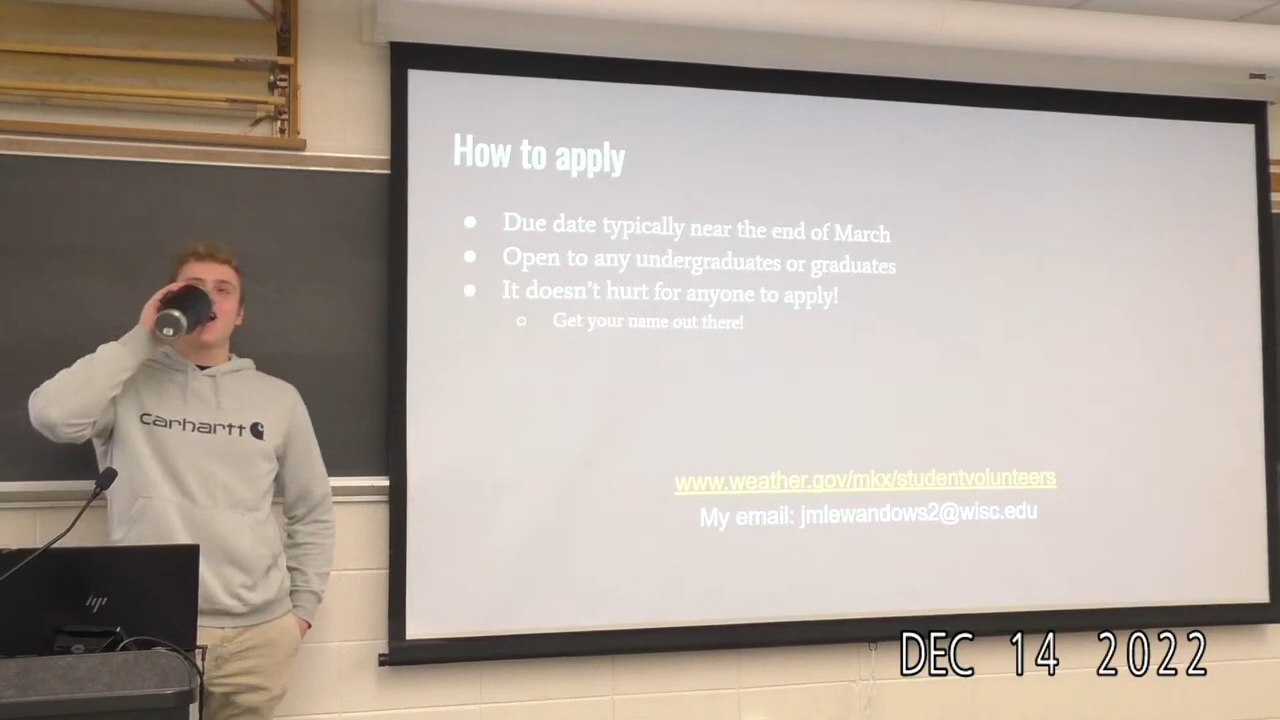 How to apply
Due date typically near the end of March
Open to any undergraduates or graduates
It doesn't hurt for anyone to apply!
Get your name out there!
www.weather.gov/mkx/studentvolunteers
My email: jmlewandows2@wisc.edu
carhartt
hp
DEC 14 2022